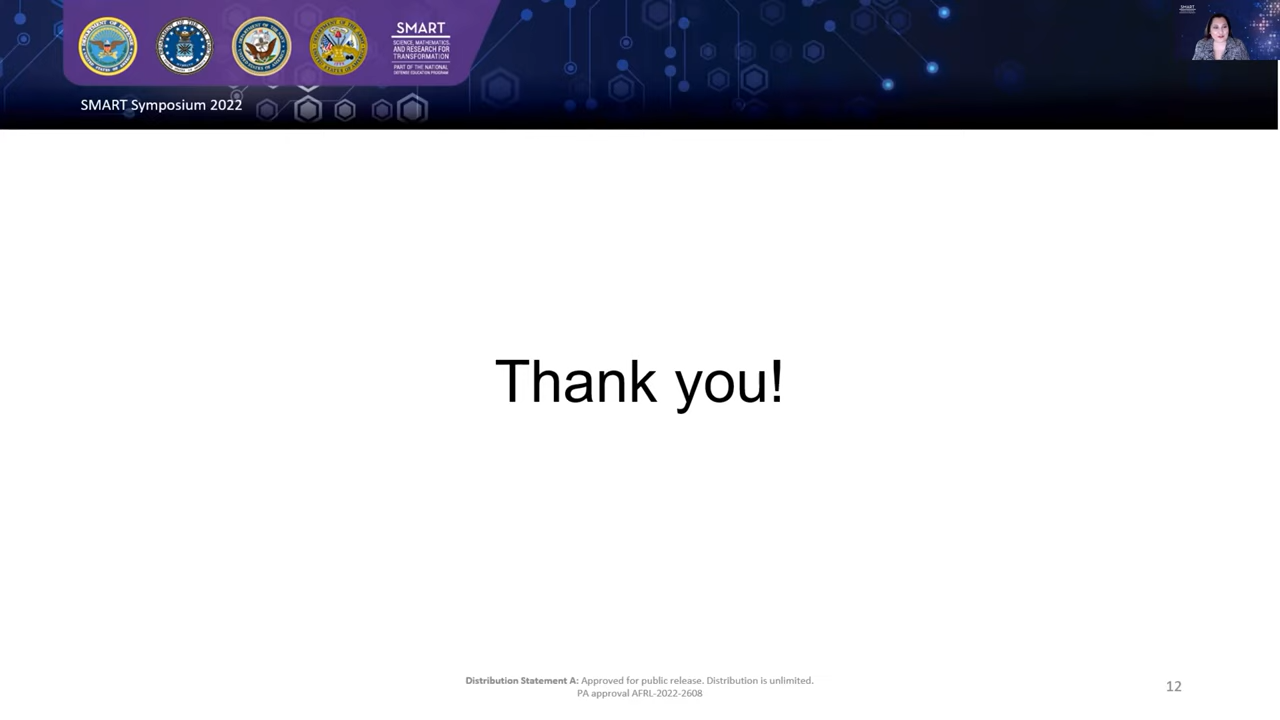 SMART
SCIENCE, MATHEMATICS,
AND RESEARCH FOR
TRANSFORMATION
PART OF THE NATIONAL
DEFENSE EDUCATION PROGRAM
SMART Symposium 2022
SMART
Thank you!
Distribution Statement A: Approved for public release. Distribution is unlimited.
PA approval AFRL-2022-2608
12